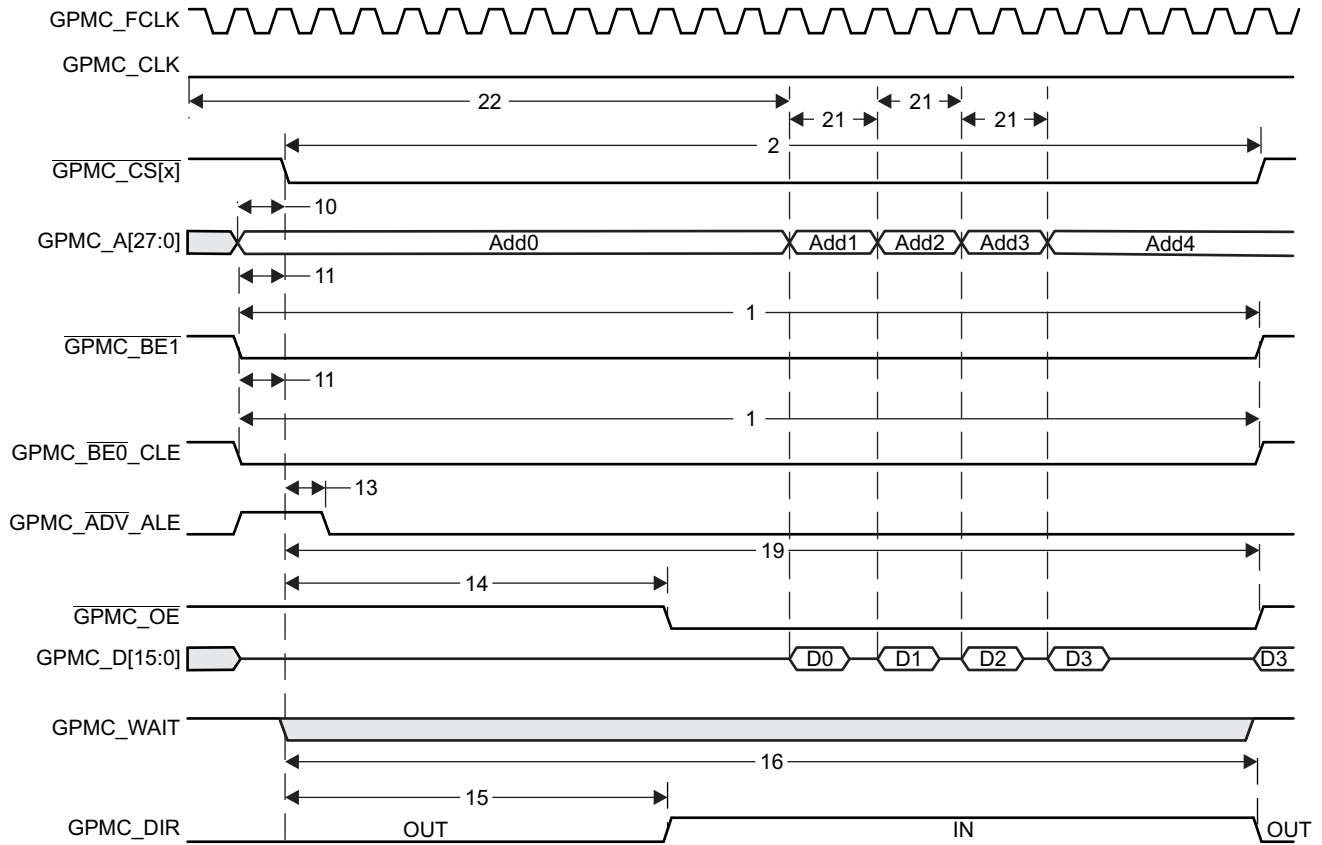 GPMC_FCLK
GPMC_CLK
22
21
21
21
2
GPMC_CS[x]
10
GPMC_A[27:0] Add0 Add1 Add2 Add3 Add4
11
1
GPMC_BE1
11
1
GPMC_BE0_CLE
13
GPMC_ADV_ALE
19
14
GPMC_OE
GPMC_D[15:0] D0 D1 D2 D3 D3
GPMC_WAIT
16
15
GPMC_DIR OUT IN OUT